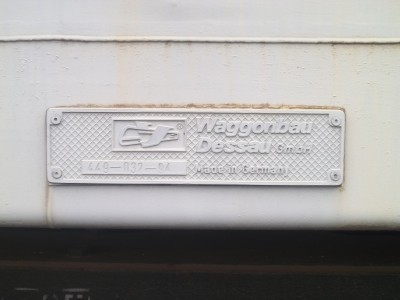 Waggonbau
Dessau GmbH
Made in Germany